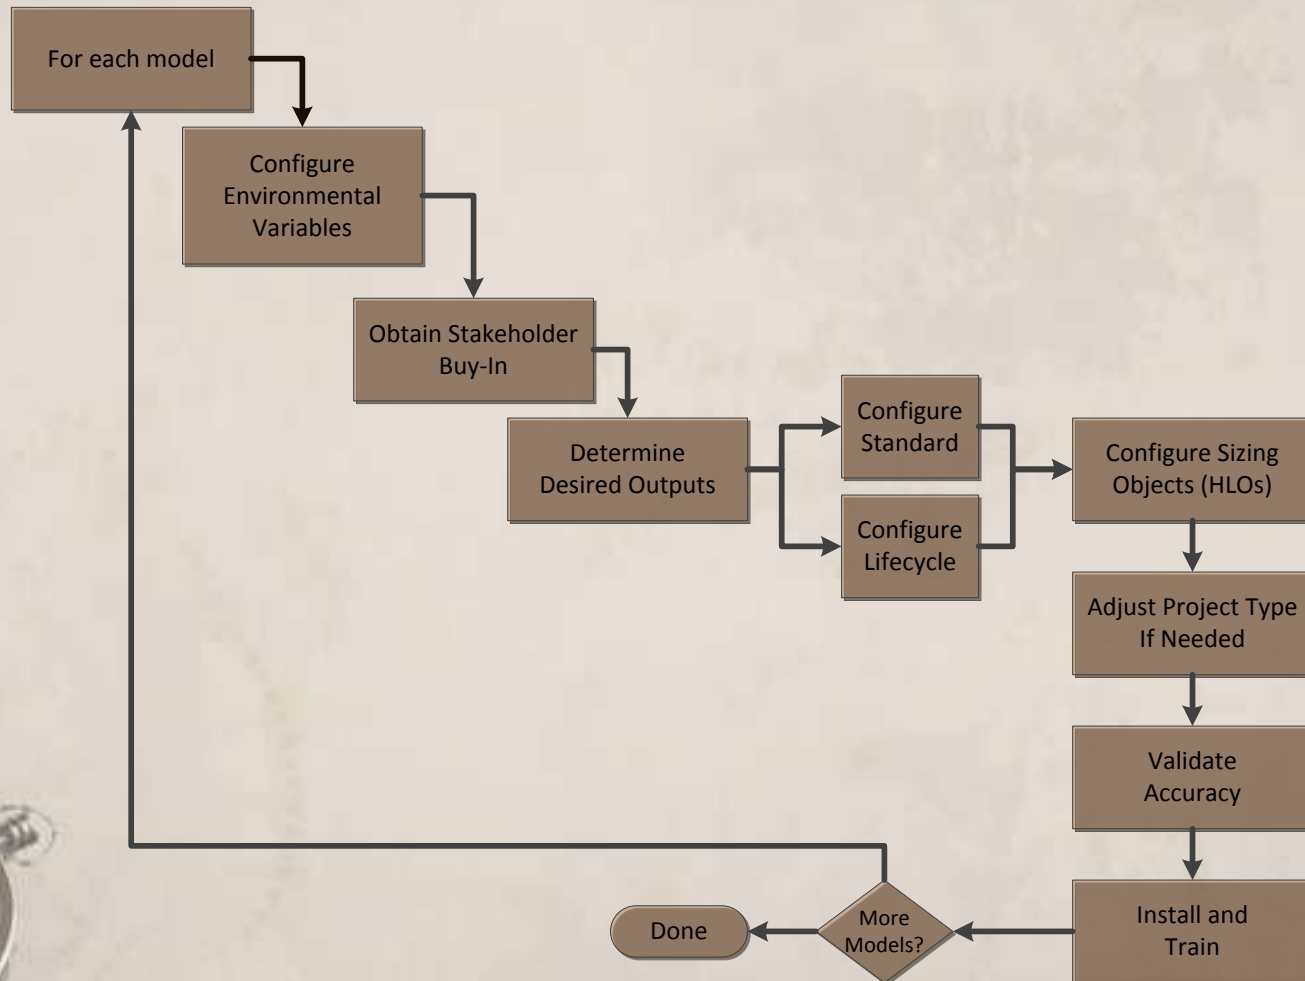 For each model
Configure
Environmental
Variables
Obtain Stakeholder
Buy-In
Determine
Desired Outputs
Configure
Standard
Configure
Lifecycle
Configure Sizing
Objects (HLOs)
Adjust Project Type
If Needed
Validate
Accuracy
Install and
Train
More
Models?
Done